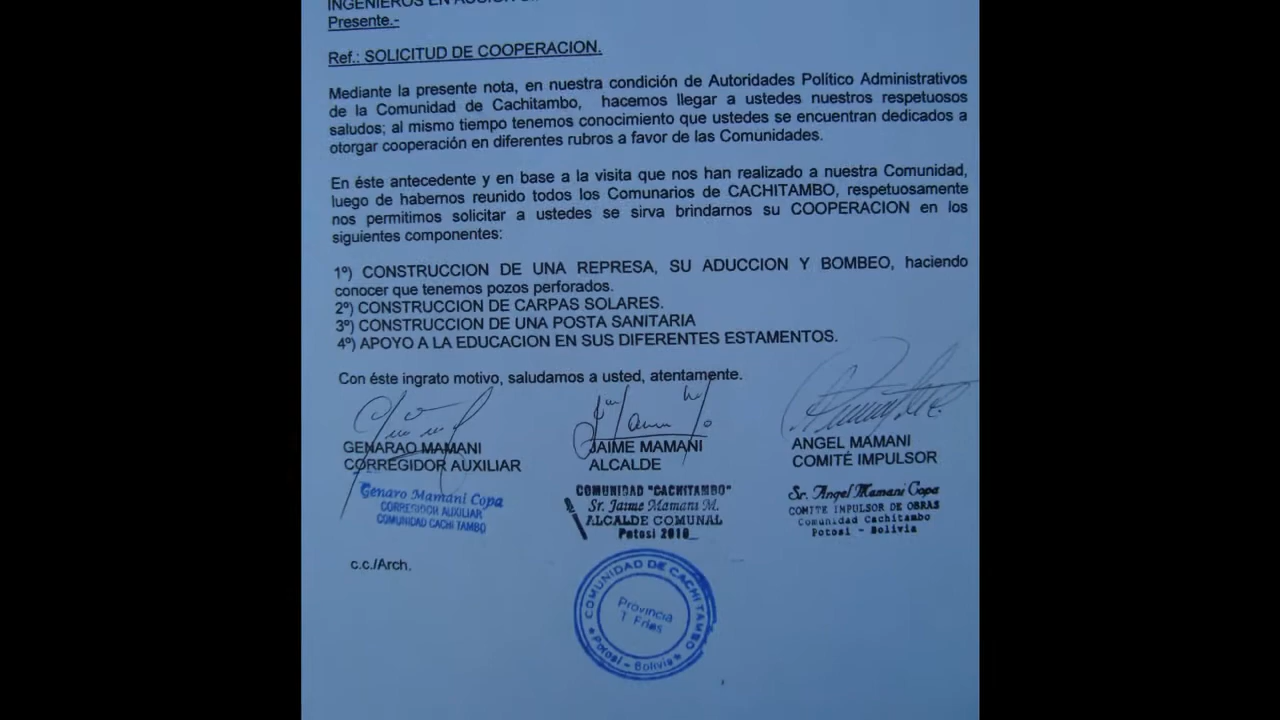 INGENIEROS EN ACCION
Presente.-
Ref.: SOLICITUD DE COOPERACION.
Mediante la presente nota, en nuestra condición de Autoridades Político Administrativos
de la Comunidad de Cachitambo, hacemos llegar a ustedes nuestros respetuosos
saludos; al mismo tiempo tenemos conocimiento que ustedes se encuentran dedicados a
otorgar cooperación en diferentes rubros a favor de las Comunidades.
En éste antecedente y en base a la visita que nos han realizado a nuestra Comunidad,
luego de habernos reunido todos los Comunarios de CACHITAMBO, respetuosamente
nos permitimos solicitar a ustedes se sirva brindarnos su COOPERACION en los
siguientes componentes:
1º) CONSTRUCCION DE UNA REPRESA, SU ADUCCION Y BOMBEO, haciendo
conocer que tenemos pozos perforados.
2º) CONSTRUCCION DE CARPAS SOLARES.
3º) CONSTRUCCION DE UNA POSTA SANITARIA
4º) APOYO A LA EDUCACION EN SUS DIFERENTES ESTAMENTOS.
Con éste ingrato motivo, saludamos a usted, atentamente.
GENARAO MAMANI
CORREGIDOR AUXILIAR
Genaro Mamani Copa
CORREGIDOR AUXILIAR
COMUNIDAD CACHI TAMBO
JAIME MAMANI
ALCALDE
COMUNIDAD "CACHITAMBO"
Sr. Jaime Mamani M.
ALCALDE COMUNAL
Potosi 2010
ANGEL MAMANI
COMITÉ IMPULSOR
Sr. Angel Mamani Copa
COMITE IMPULSOR DE OBRAS
Comunidad Cachitambo
Potosi - Bolivia
c.c./Arch.
COMUNIDAD DE CACHITAMBO
Provincia
T. Frias
Potosi - Bolivia